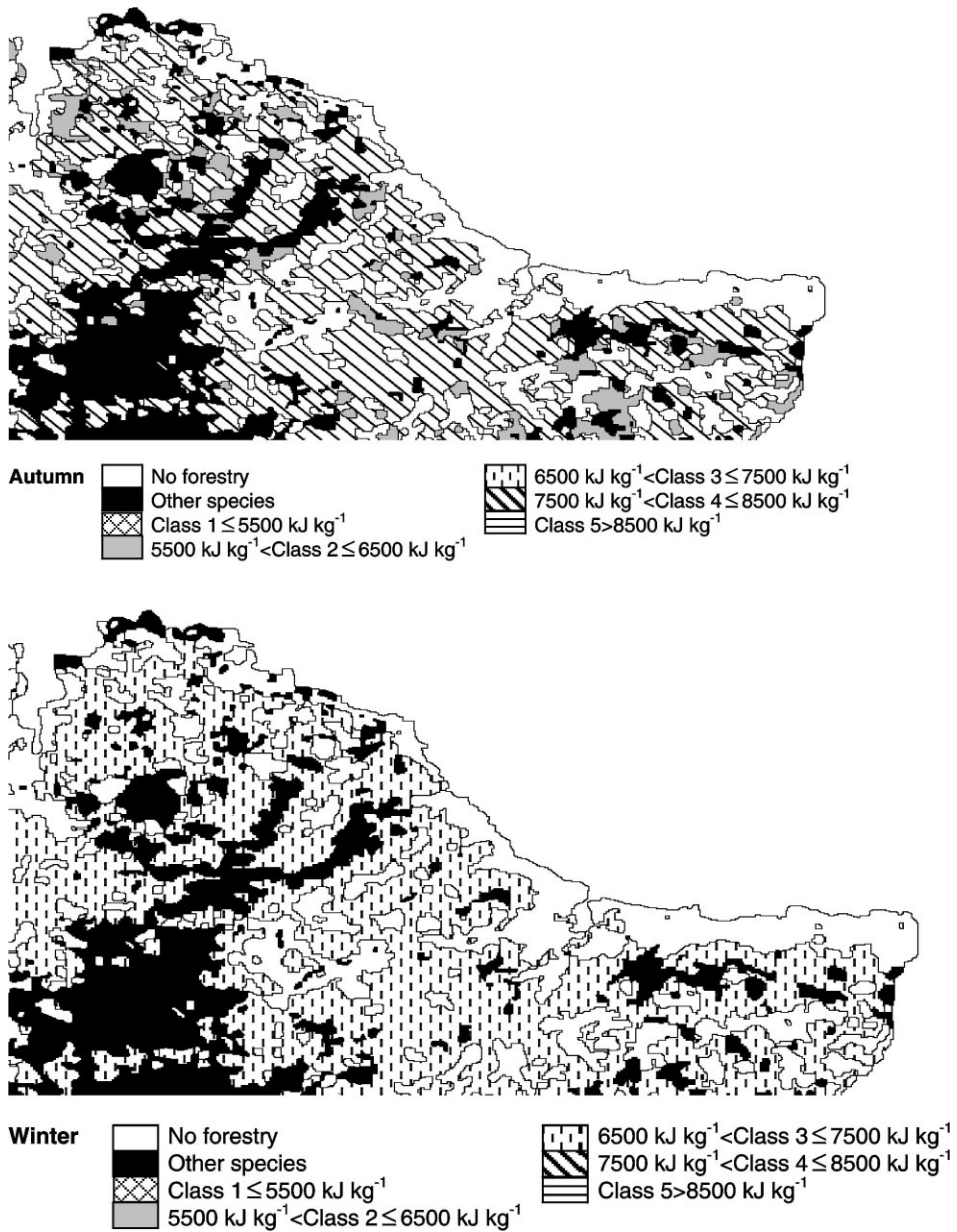 Autumn
No forestry
Other species
Class 1 ≤ 5500 kJ kg⁻¹
5500 kJ kg⁻¹<Class 2 ≤ 6500 kJ kg⁻¹
6500 kJ kg⁻¹<Class 3 ≤ 7500 kJ kg⁻¹
7500 kJ kg⁻¹<Class 4 ≤ 8500 kJ kg⁻¹
Class 5>8500 kJ kg⁻¹
Winter
No forestry
Other species
Class 1 ≤ 5500 kJ kg⁻¹
5500 kJ kg⁻¹<Class 2 ≤ 6500 kJ kg⁻¹
6500 kJ kg⁻¹<Class 3 ≤ 7500 kJ kg⁻¹
7500 kJ kg⁻¹<Class 4 ≤ 8500 kJ kg⁻¹
Class 5>8500 kJ kg⁻¹